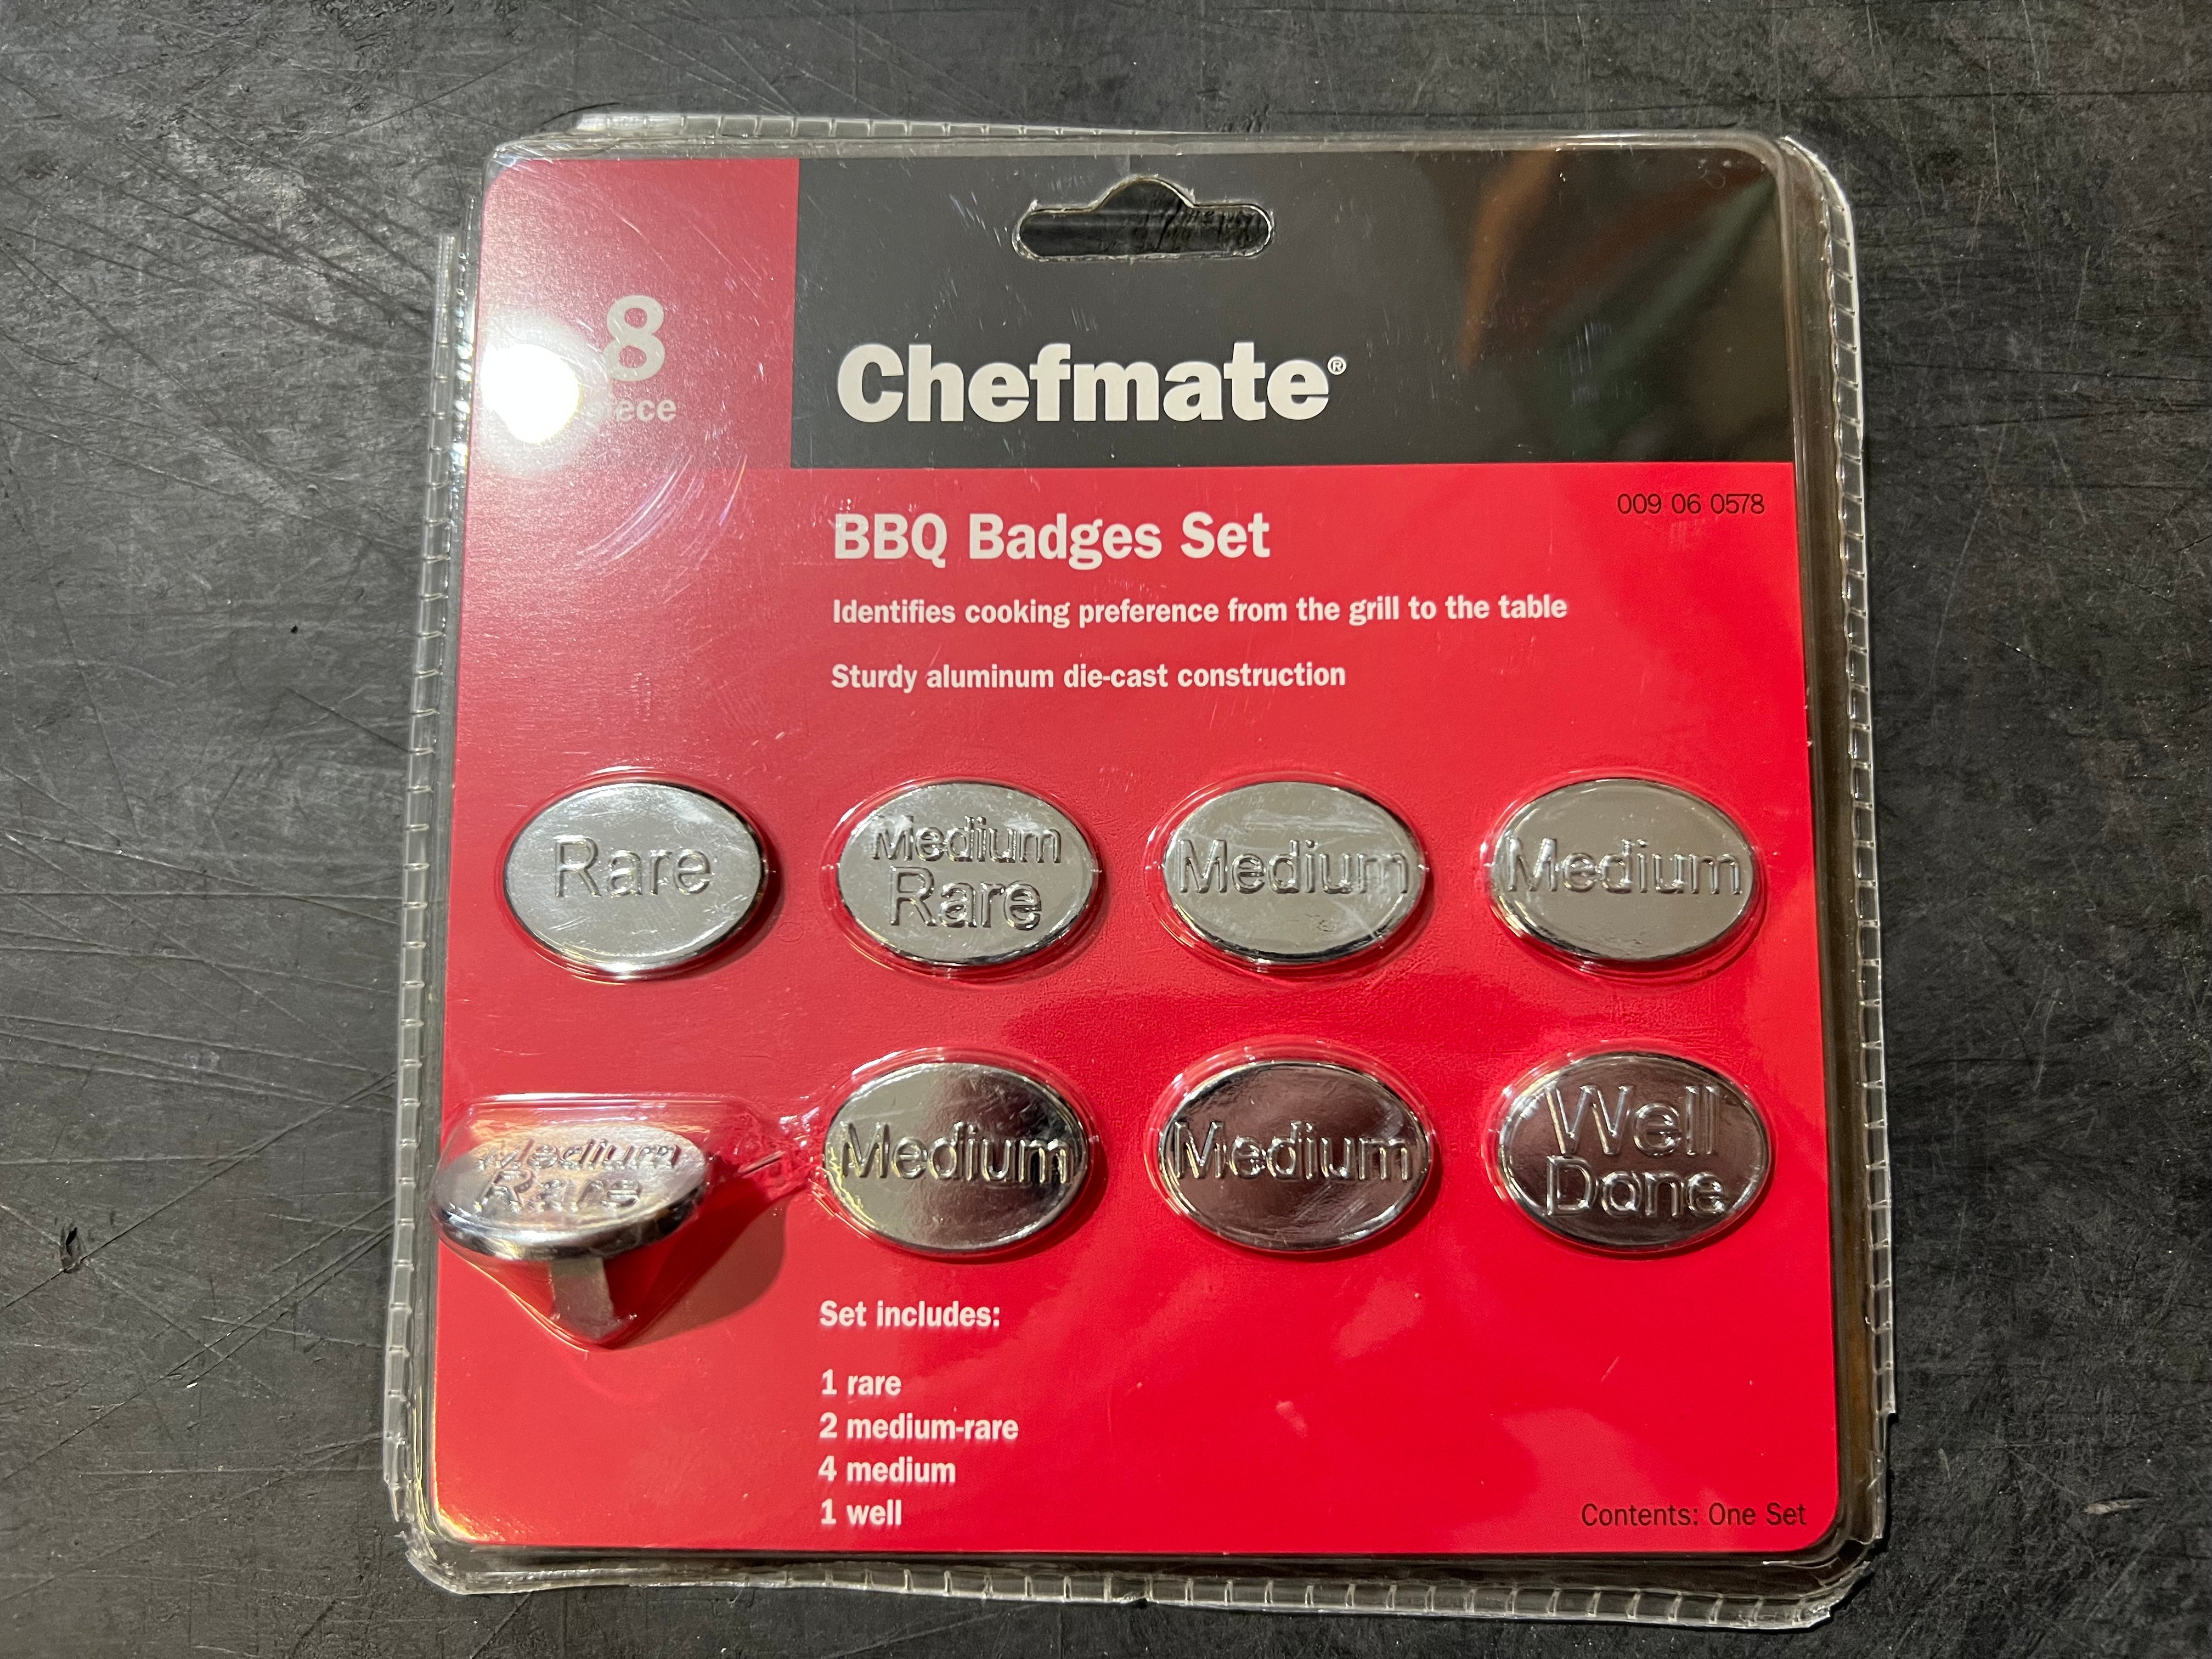 8
piece
Chefmate®
009 06 0578
BBQ Badges Set
Identifies cooking preference from the grill to the table
Sturdy aluminum die-cast construction
Rare
Medium
Rare
Medium
Medium
Medium
Rare
Medium
Medium
Well
Done
Set includes:
1 rare
2 medium-rare
4 medium
1 well
Contents: One Set